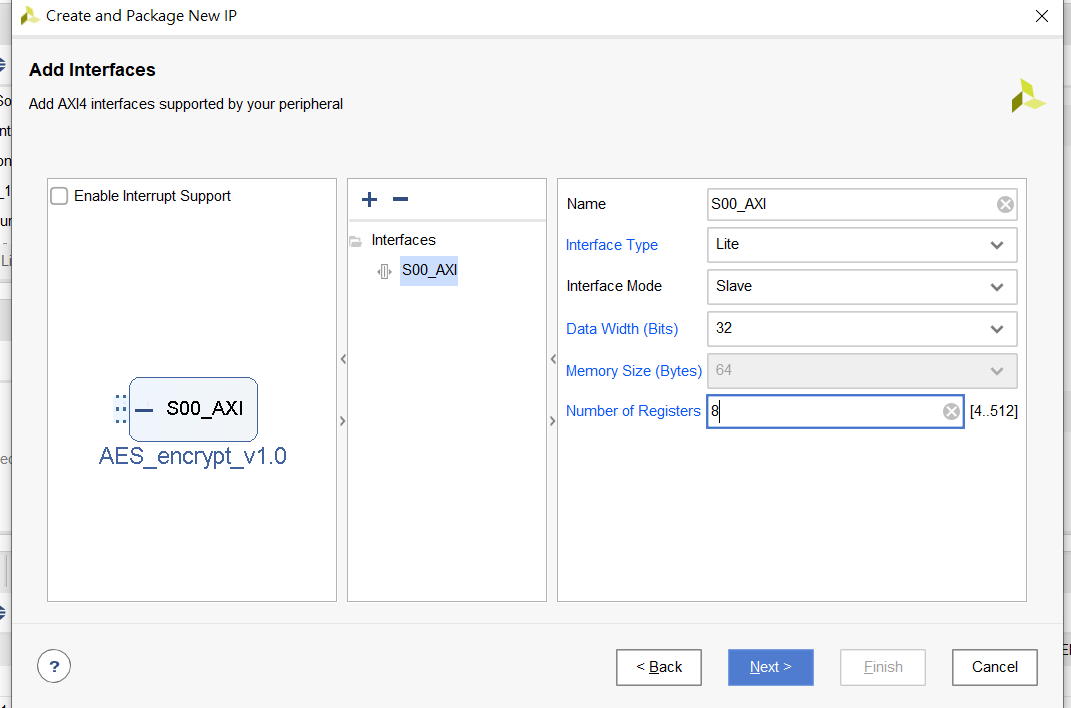 Create and Package New IP
Add Interfaces
Add AXI4 interfaces supported by your peripheral
Enable Interrupt Support
S00_AXI
AES_encrypt_v1.0
Interfaces
S00_AXI
Name S00_AXI
Interface Type Lite
Interface Mode Slave
Data Width (Bits) 32
Memory Size (Bytes) 64
Number of Registers 8 [4..512]
?
< Back
Next >
Finish
Cancel